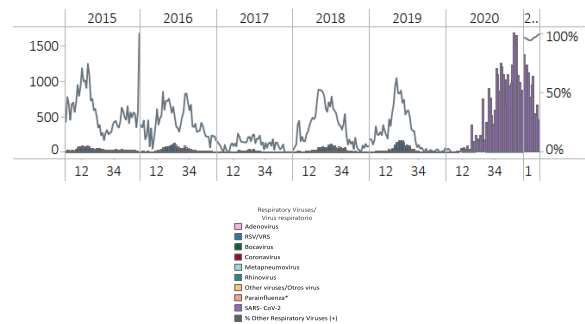 2015 2016 2017 2018 2019 2020 2..
1500 100%
1000
50%
500
0 0%
12 34 12 34 12 34 12 34 12 34 12 34 1
Respiratory Viruses/
Virus respiratorio
Adenovirus
RSV/VRS
Bocavirus
Coronavirus
Metapneumovirus
Rhinovirus
Other viruses/Otros virus
Parainfluenza*
SARS- CoV-2
% Other Respiratory Viruses (+)